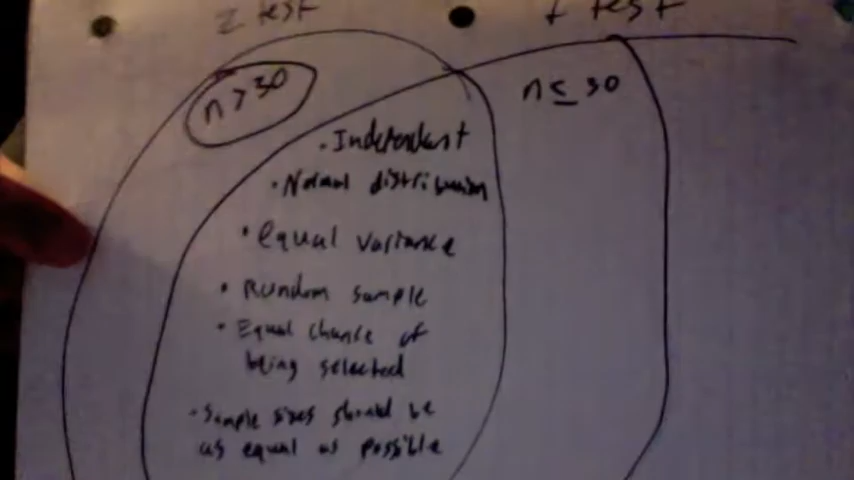 z test
t test
n > 30
n ≤ 30
• Independent
• Normal distribution
• equal variance
• Random sample
• Equal chance of
being selected
• Sample sizes should be
as equal as possible